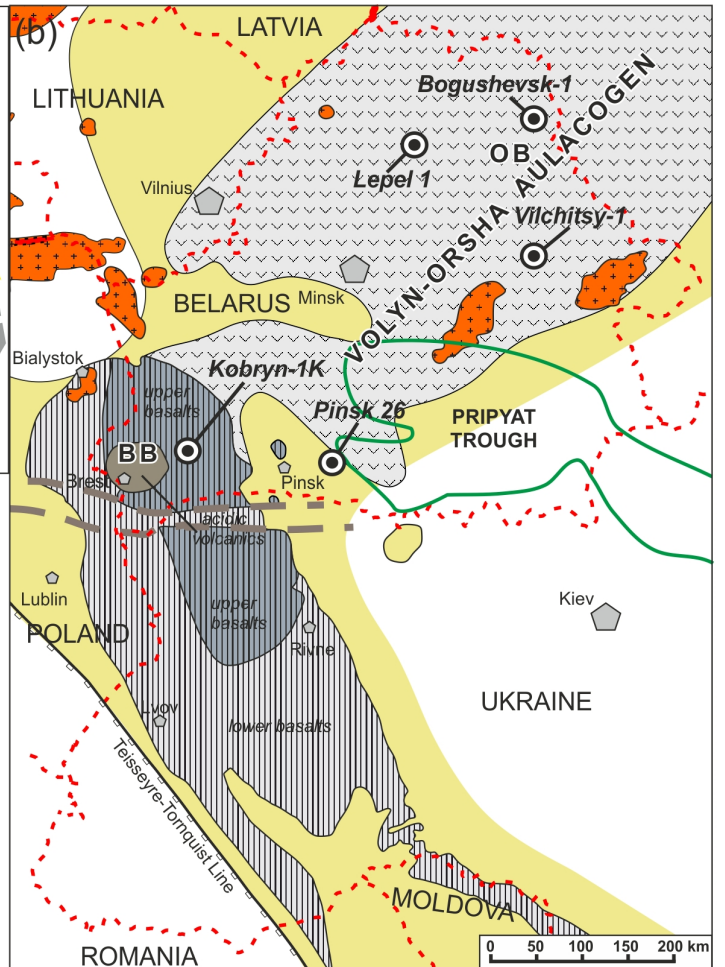 (b)
LATVIA
LITHUANIA
Bogushevsk-1
OB
Lepel 1
VOLYN-ORSHA AULACOGEN
Vilnius
Vilchitsy-1
BELARUS
Minsk
Bialystok
Kobryn-1K
upper
basalts
Pinsk 26
PRIPYAT
TROUGH
BB
Brest
Pinsk
acidic
volcanics
Lublin
upper
basalts
Kiev
POLAND
Rivne
UKRAINE
Lvov
lower basalts
Teisseyre-Tornquist Line
MOLDOVA
ROMANIA
0 50 100 150 200 km